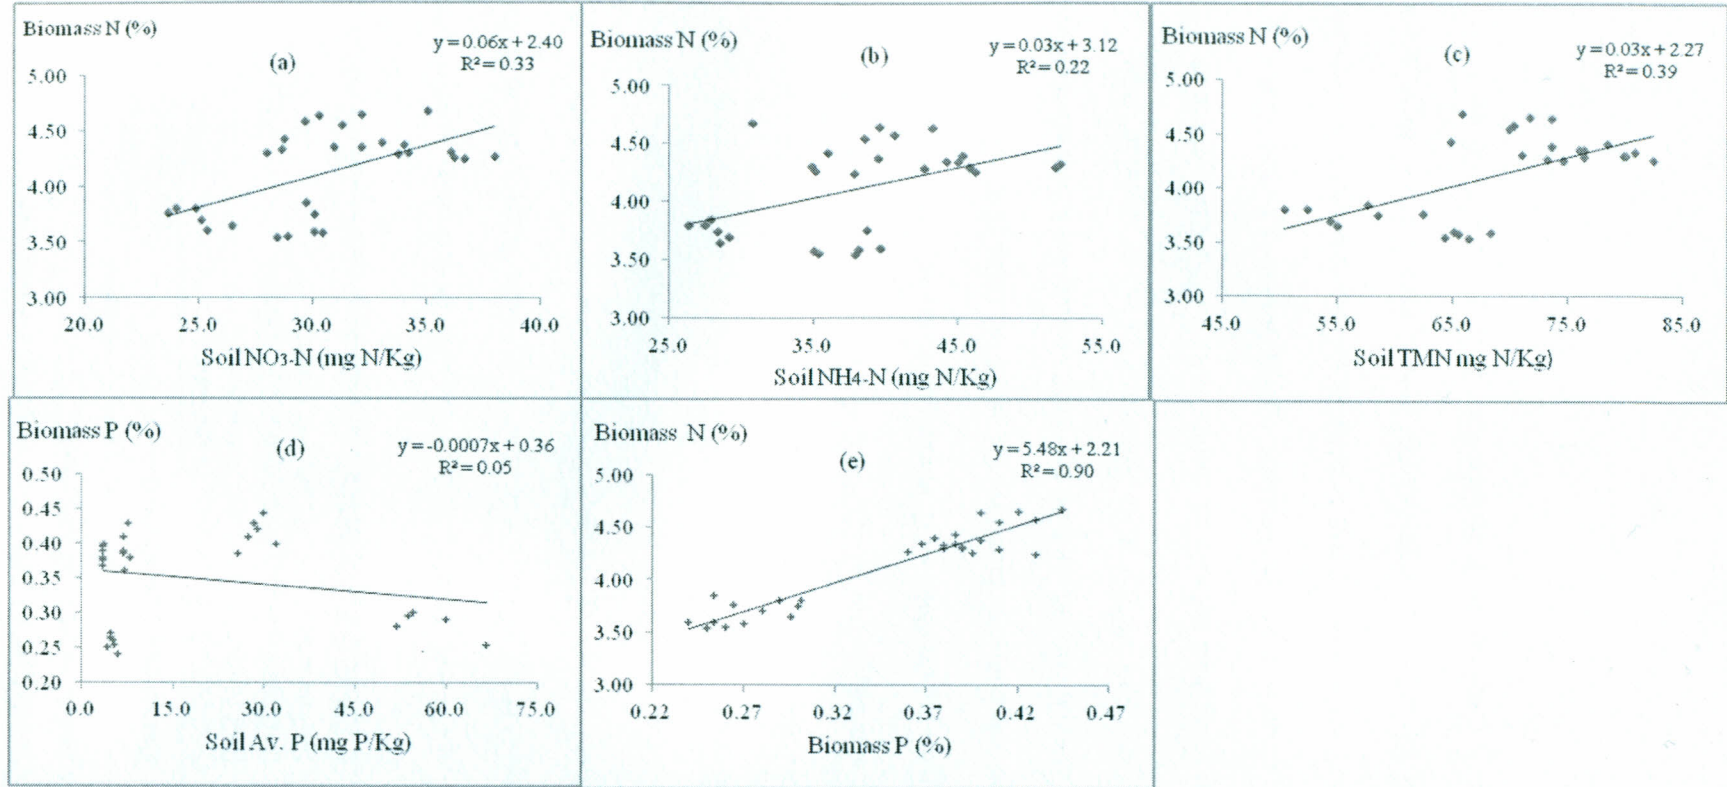 Biomass N (%)
(a)
y = 0.06x + 2.40
R² = 0.33
5.00
4.50
4.00
3.50
3.00
20.0 25.0 30.0 35.0 40.0
Soil NO3-N (mg N/Kg)
Biomass N (%)
(b)
y = 0.03x + 3.12
R² = 0.22
5.00
4.50
4.00
3.50
3.00
25.0 35.0 45.0 55.0
Soil NH4-N (mg N/Kg)
Biomass N (%)
(c)
y = 0.03x + 2.27
R² = 0.39
5.00
4.50
4.00
3.50
3.00
45.0 55.0 65.0 75.0 85.0
Soil TMN mg N/Kg)
Biomass P (%)
(d)
y = -0.0007x + 0.36
R² = 0.05
0.50
0.45
0.40
0.35
0.30
0.25
0.20
0.0 15.0 30.0 45.0 60.0 75.0
Soil Av. P (mg P/Kg)
Biomass N (%)
(e)
y = 5.48x + 2.21
R² = 0.90
5.00
4.50
4.00
3.50
3.00
0.22 0.27 0.32 0.37 0.42 0.47
Biomass P (%)